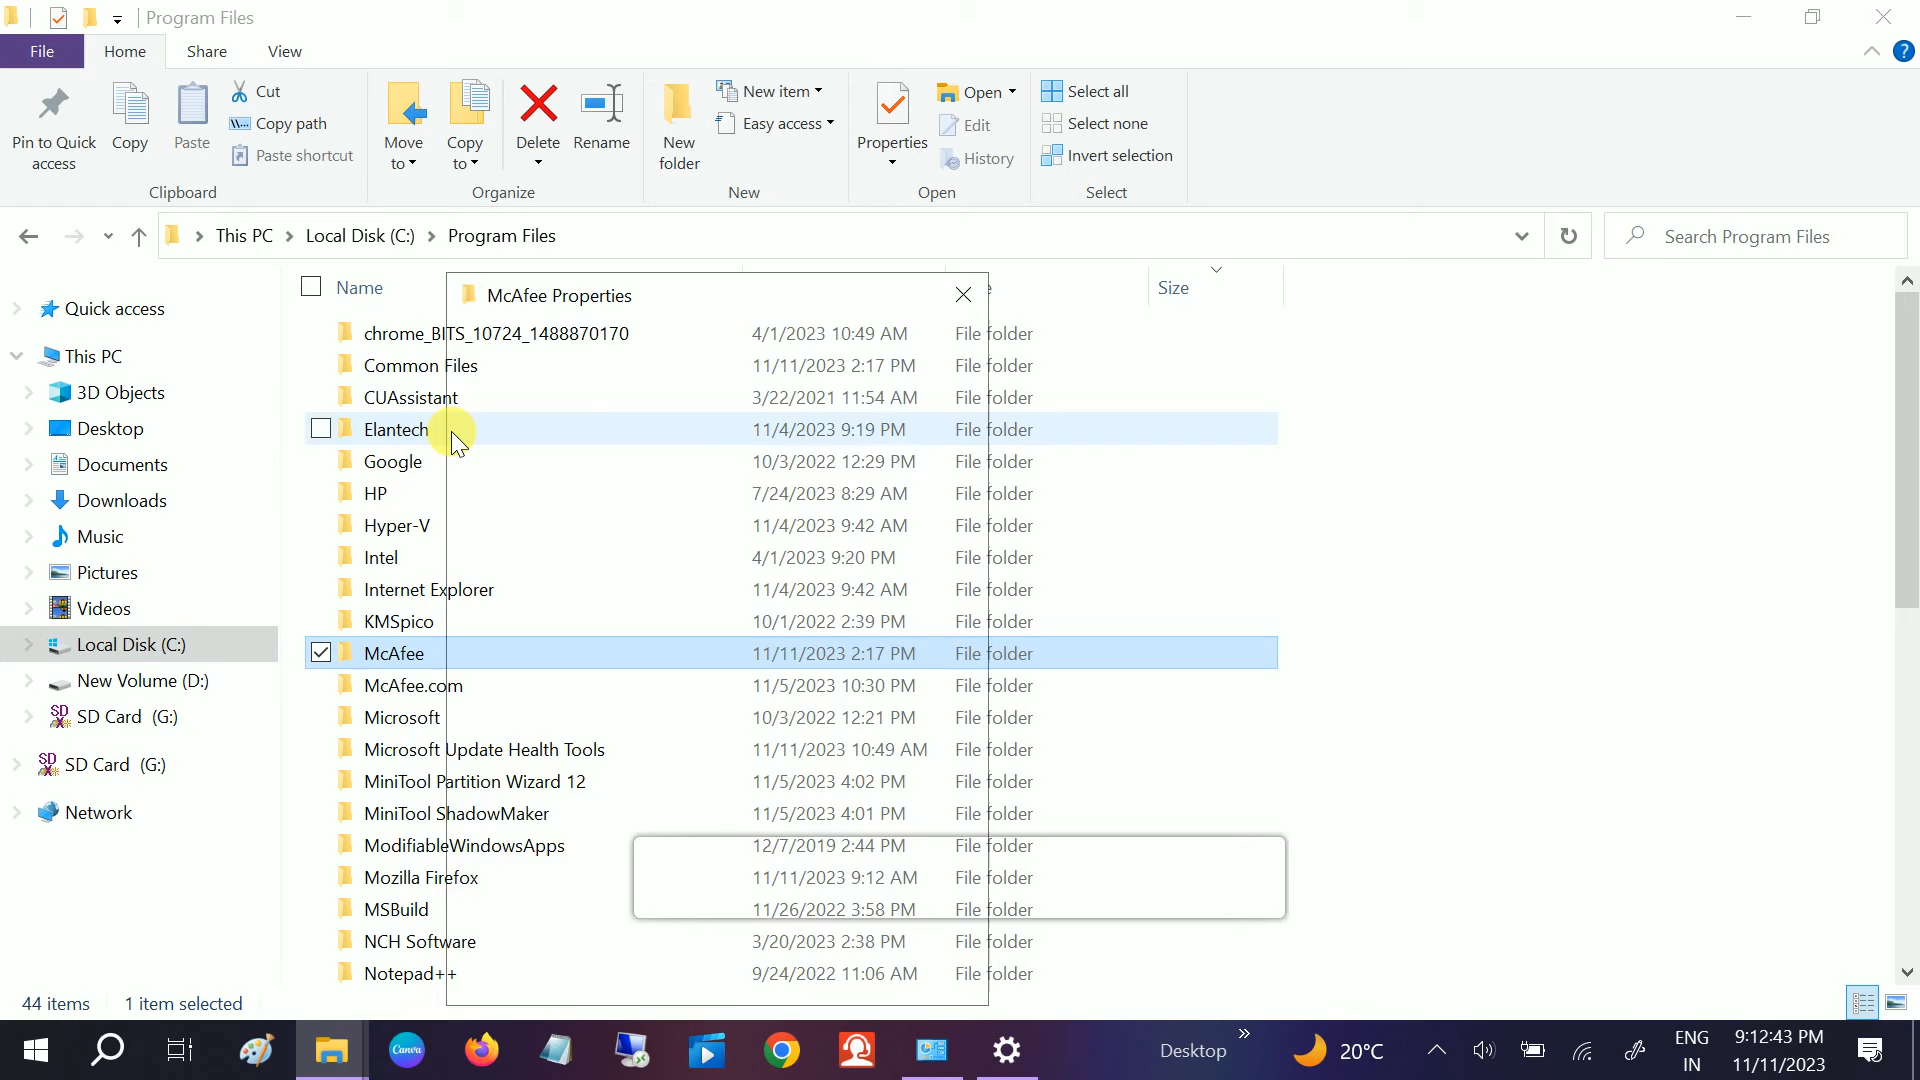 Program Files
File
Home
Share
View
?
Pin to Quick access
Copy
Paste
Cut
Copy path
Paste shortcut
Clipboard
Move to
Copy to
Delete
Rename
Organize
New folder
New item
Easy access
New
Properties
Open
Edit
History
Open
Select all
Select none
Invert selection
Select
This PC
Local Disk (C:)
Program Files
Search Program Files
Quick access
This PC
3D Objects
Desktop
Documents
Downloads
Music
Pictures
Videos
Local Disk (C:)
New Volume (D:)
SD Card (G:)
SD Card (G:)
Network
Name
McAfee Properties
Size
chrome_BITS_10724_1488870170 4/1/2023 10:49 AM File folder
Common Files 11/11/2023 2:17 PM File folder
CUAssistant 3/22/2021 11:54 AM File folder
Elantech 11/4/2023 9:19 PM File folder
Google 10/3/2022 12:29 PM File folder
HP 7/24/2023 8:29 AM File folder
Hyper-V 11/4/2023 9:42 AM File folder
Intel 4/1/2023 9:20 PM File folder
Internet Explorer 11/4/2023 9:42 AM File folder
KMSpico 10/1/2022 2:39 PM File folder
McAfee 11/11/2023 2:17 PM File folder
McAfee.com 11/5/2023 10:30 PM File folder
Microsoft 10/3/2022 12:21 PM File folder
Microsoft Update Health Tools 11/11/2023 10:49 AM File folder
MiniTool Partition Wizard 12 11/5/2023 4:02 PM File folder
MiniTool ShadowMaker 11/5/2023 4:01 PM File folder
ModifiableWindowsApps 12/7/2019 2:44 PM File folder
Mozilla Firefox 11/11/2023 9:12 AM File folder
MSBuild 11/26/2022 3:58 PM File folder
NCH Software 3/20/2023 2:38 PM File folder
Notepad++ 9/24/2022 11:06 AM File folder
44 items 1 item selected
Canva
Desktop
20°C
ENG
IN
9:12:43 PM
11/11/2023